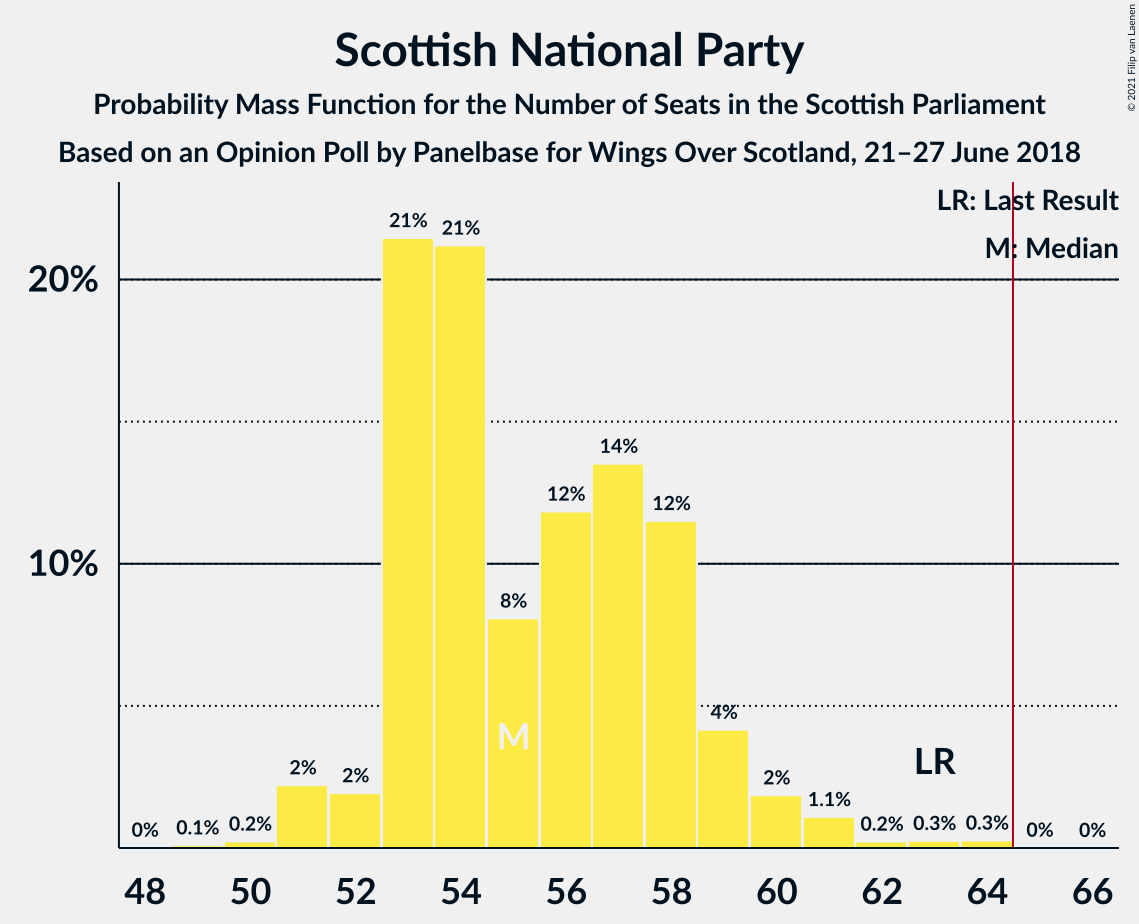 Scottish National Party
Probability Mass Function for the Number of Seats in the Scottish Parliament
Based on an Opinion Poll by Panelbase for Wings Over Scotland, 21–27 June 2018
© 2021 Filip van Laenen
LR: Last Result
M: Median
20%
10%
0%
0.1%
0.2%
2%
2%
21%
21%
8%
12%
14%
12%
4%
2%
1.1%
0.2%
0.3%
0.3%
0%
0%
M
LR
48 50 52 54 56 58 60 62 64 66